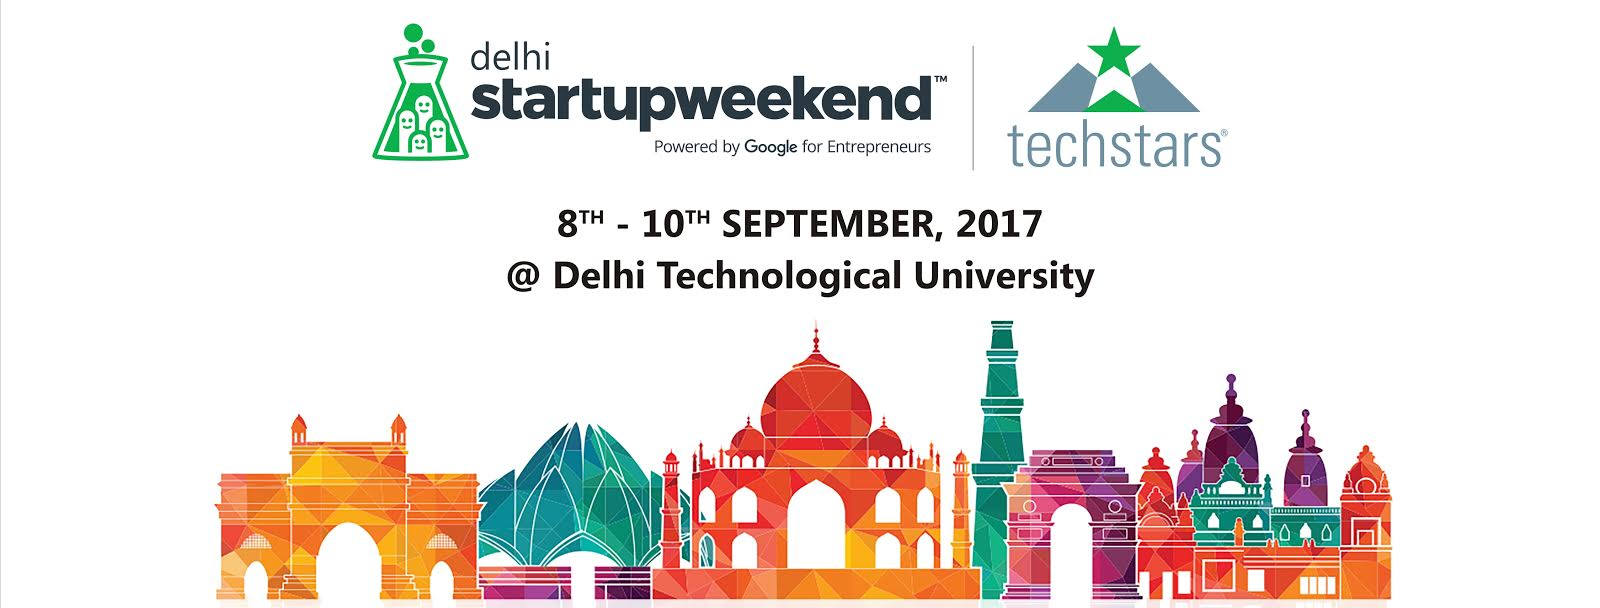 delhi
startupweekend™
Powered by Google for Entrepreneurs
techstars®
8TH - 10TH SEPTEMBER, 2017
@ Delhi Technological University